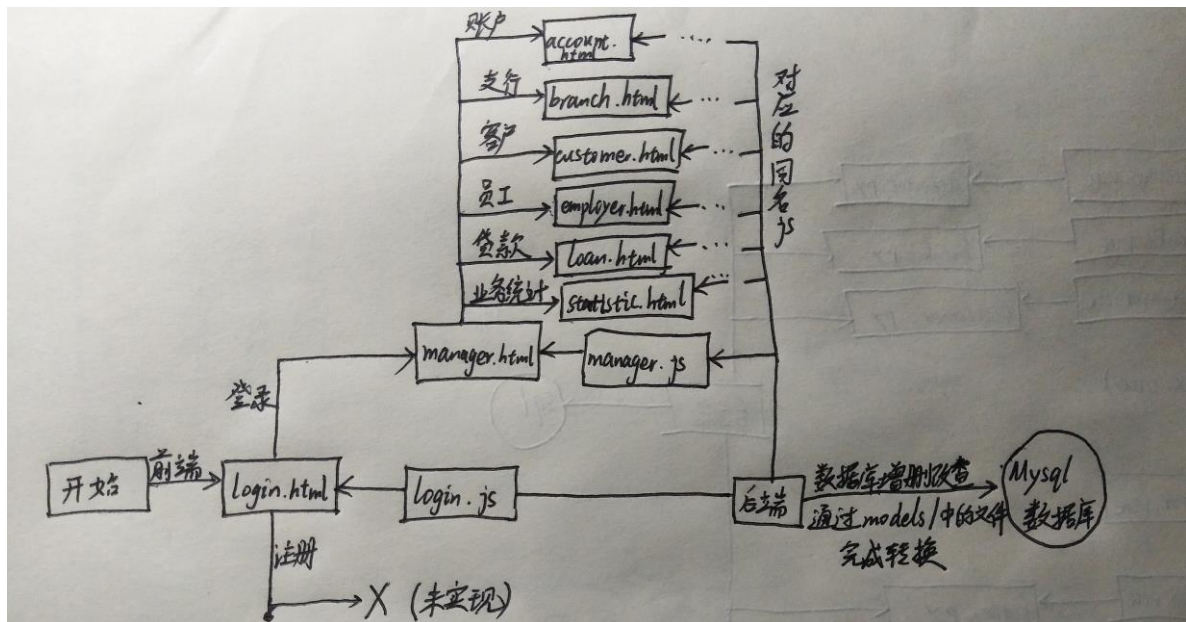 账户
account.
html
....
支行
branch.html
...
客户
customer.html
...
员工
employer.html
...
贷款
loan.html
...
业务统计
statistic.html
...
对应的同名js
manager.html
manager.js
登录
开始
前端
login.html
login.js
后端
数据库增删改查
通过models/中的文件
完成转换
Mysql
数据库
注册
X (未实现)